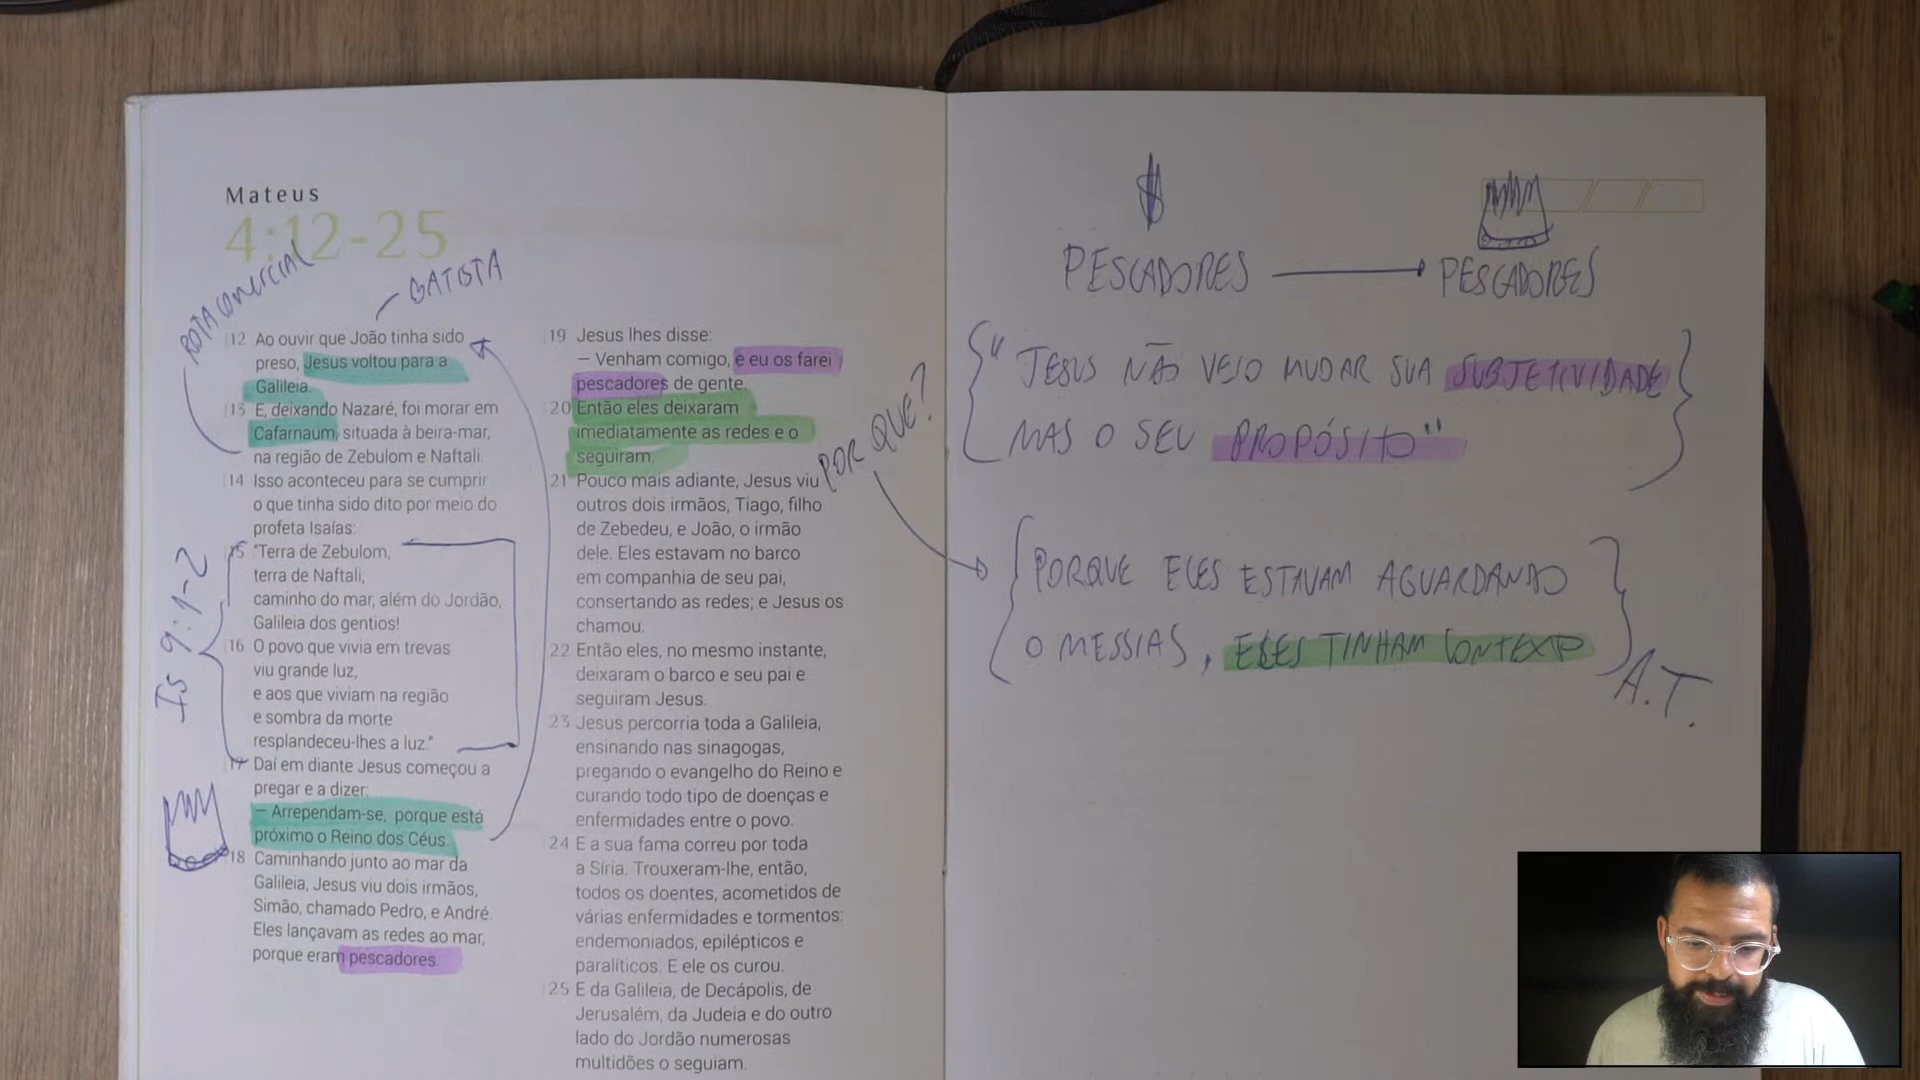 Mateus
4:12-25
ROTA COMERCIAL
BATISTA
12 Ao ouvir que João tinha sido
preso, Jesus voltou para a
Galileia.
13 E, deixando Nazaré, foi morar em
Cafarnaum, situada à beira-mar,
na região de Zebulom e Naftali.
14 Isso aconteceu para se cumprir
o que tinha sido dito por meio do
profeta Isaías:
Is 9:1-2
15 "Terra de Zebulom,
terra de Naftali,
caminho do mar, além do Jordão,
Galileia dos gentios!
16 O povo que vivia em trevas
viu grande luz,
e aos que viviam na região
e sombra da morte
resplandeceu-lhes a luz."
17 Daí em diante Jesus começou a
pregar e a dizer:
— Arrependam-se, porque está
próximo o Reino dos Céus.
18 Caminhando junto ao mar da
Galileia, Jesus viu dois irmãos,
Simão, chamado Pedro, e André.
Eles lançavam as redes ao mar,
porque eram pescadores.
19 Jesus lhes disse:
— Venham comigo, e eu os farei
pescadores de gente.
20 Então eles deixaram
imediatamente as redes e o
seguiram.
21 Pouco mais adiante, Jesus viu
outros dois irmãos, Tiago, filho
de Zebedeu, e João, o irmão
dele. Eles estavam no barco
em companhia de seu pai,
consertando as redes; e Jesus os
chamou.
22 Então eles, no mesmo instante,
deixaram o barco e seu pai e
seguiram Jesus.
23 Jesus percorria toda a Galileia,
ensinando nas sinagogas,
pregando o evangelho do Reino e
curando todo tipo de doenças e
enfermidades entre o povo.
24 E a sua fama correu por toda
a Síria. Trouxeram-lhe, então,
todos os doentes, acometidos de
várias enfermidades e tormentos:
endemoniados, epilépticos e
paralíticos. E ele os curou.
25 E da Galileia, de Decápolis, de
Jerusalém, da Judeia e do outro
lado do Jordão numerosas
multidões o seguiam.
POR QUE?
$
PESCADORES → PESCADORES
"JESUS NÃO VEIO MUDAR SUA SUBJETIVIDADE
MAS O SEU PROPÓSITO"
PORQUE ELES ESTAVAM AGUARDANDO
O MESSIAS, ELES TINHAM CONTEXTO
A.T.